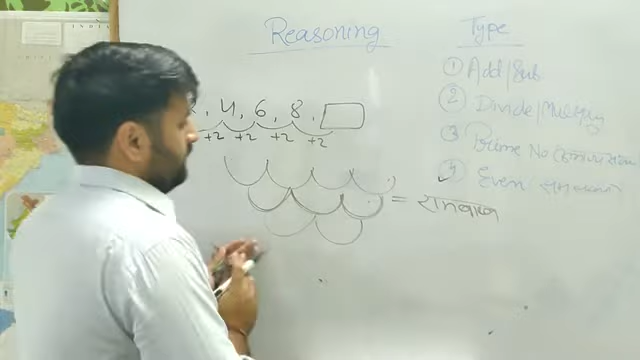 Reasoning
Type
① Add/Sub
, 4, 6, 8,
+2 +2 +2 +2
② Divide/Multiply
③ Prime No
④ Even
= रामबाण